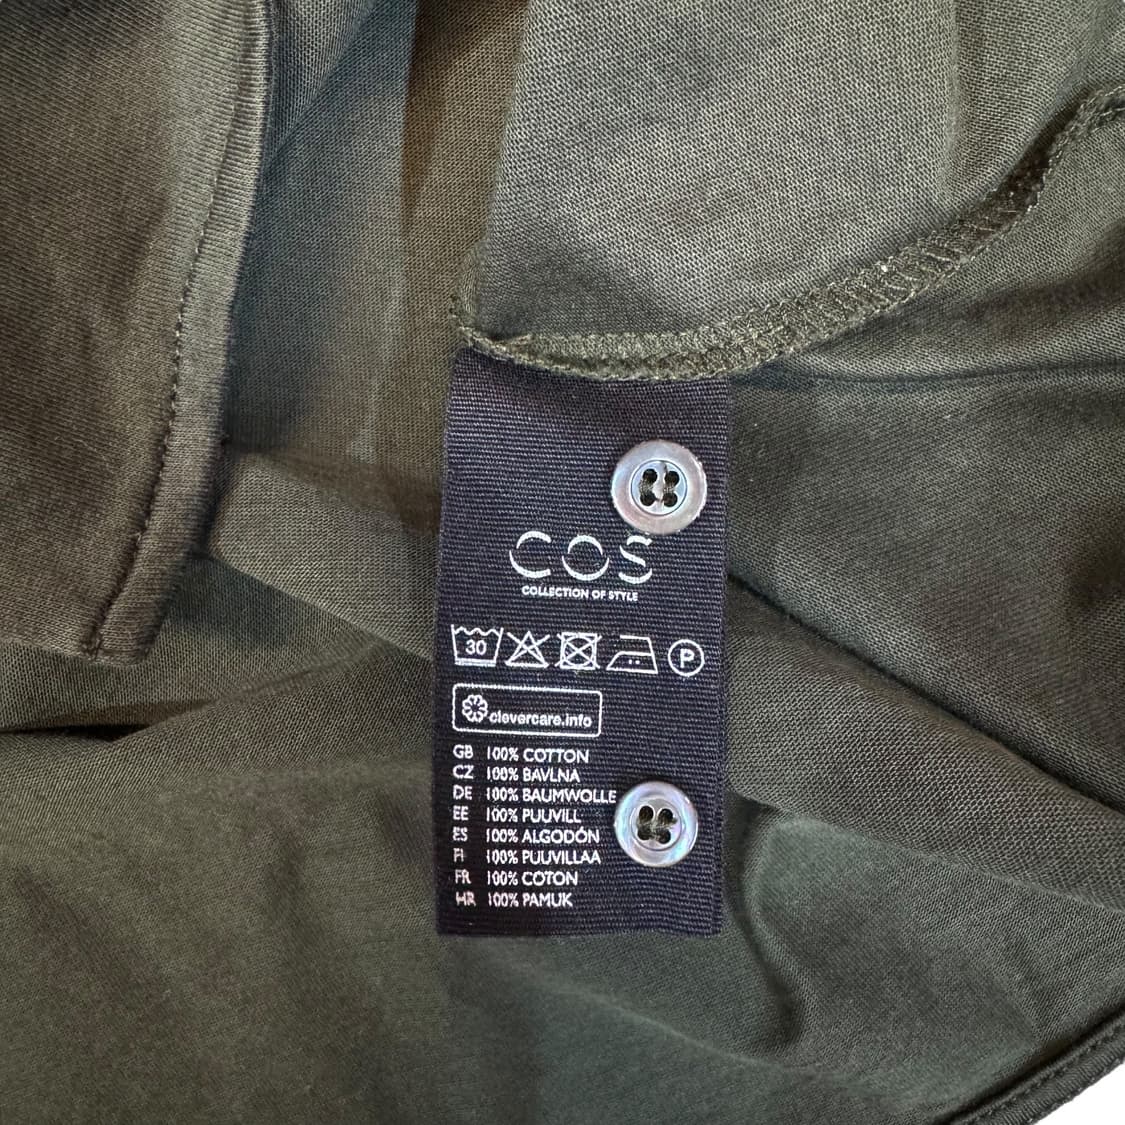 COS
COLLECTION OF STYLE
30 P
clevercare.info
GB 100% COTTON
CZ 100% BAVLNA
DE 100% BAUMWOLLE
EE 100% PUUVILL
ES 100% ALGODÓN
FI 100% PUUVILLAA
FR 100% COTON
HR 100% PAMUK